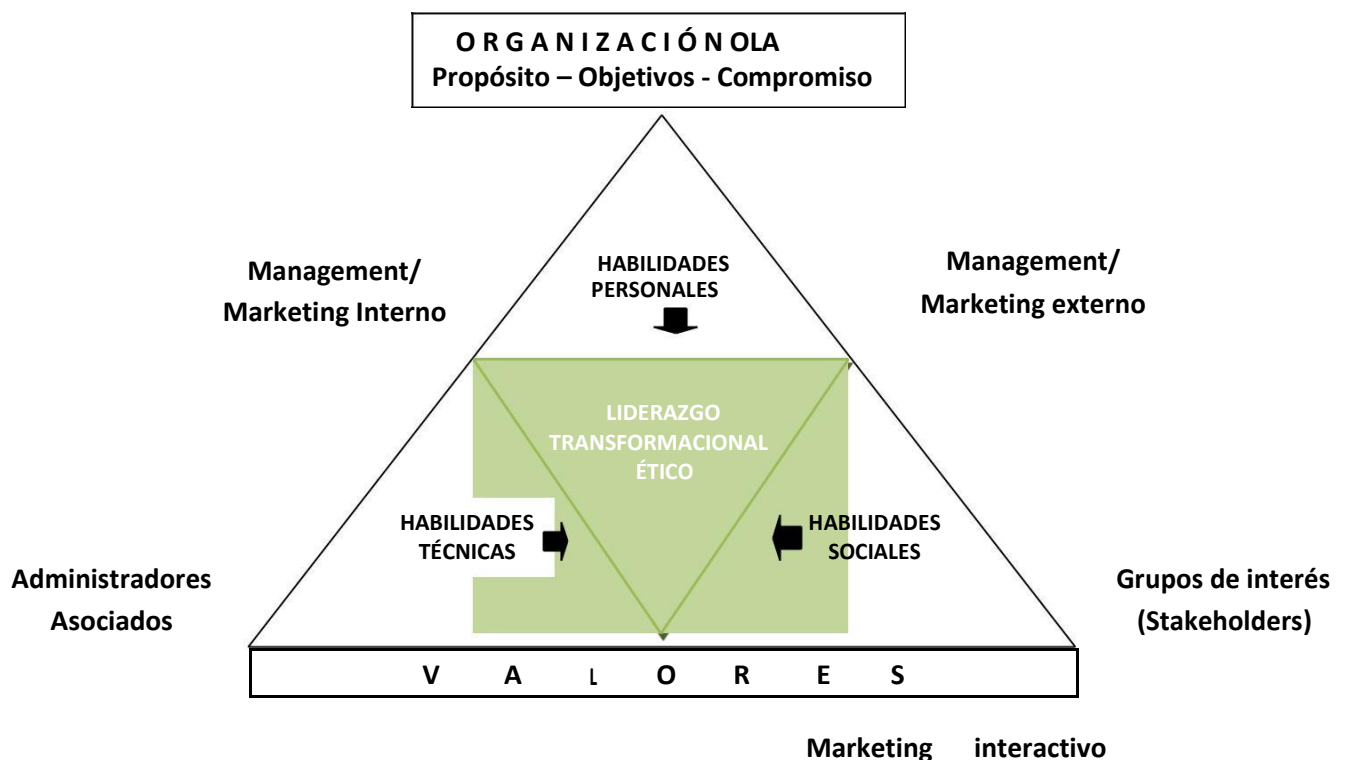 O R G A N I Z A C I Ó N OLA
Propósito – Objetivos - Compromiso
Management/
Marketing Interno
HABILIDADES
PERSONALES
Management/
Marketing externo
LIDERAZGO
TRANSFORMACIONAL
ÉTICO
HABILIDADES
TÉCNICAS
HABILIDADES
SOCIALES
Administradores
Asociados
Grupos de interés
(Stakeholders)
V A L O R E S
Marketing interactivo